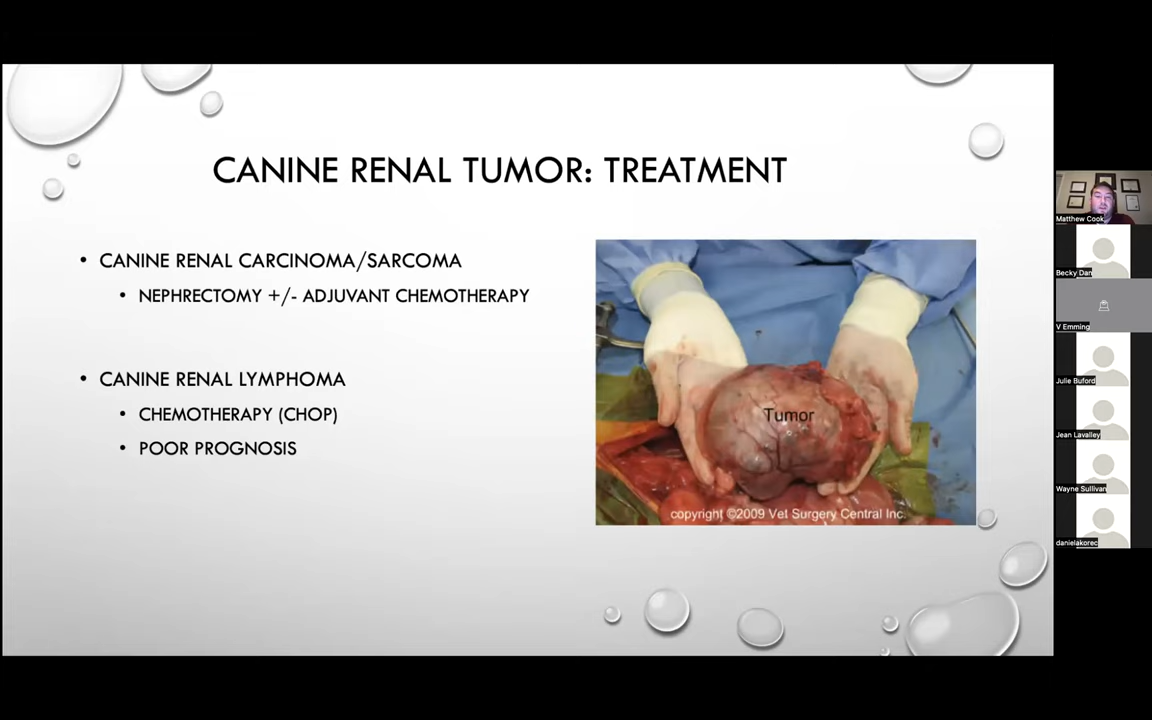 CANINE RENAL TUMOR: TREATMENT
CANINE RENAL CARCINOMA/SARCOMA
NEPHRECTOMY +/- ADJUVANT CHEMOTHERAPY
CANINE RENAL LYMPHOMA
CHEMOTHERAPY (CHOP)
POOR PROGNOSIS
Tumor
copyright ©2009 Vet Surgery Central Inc.
Matthew Cook
Becky Dan
V Emming
Julie Buford
Jean Lavalley
Wayne Sullivan
danielakorec